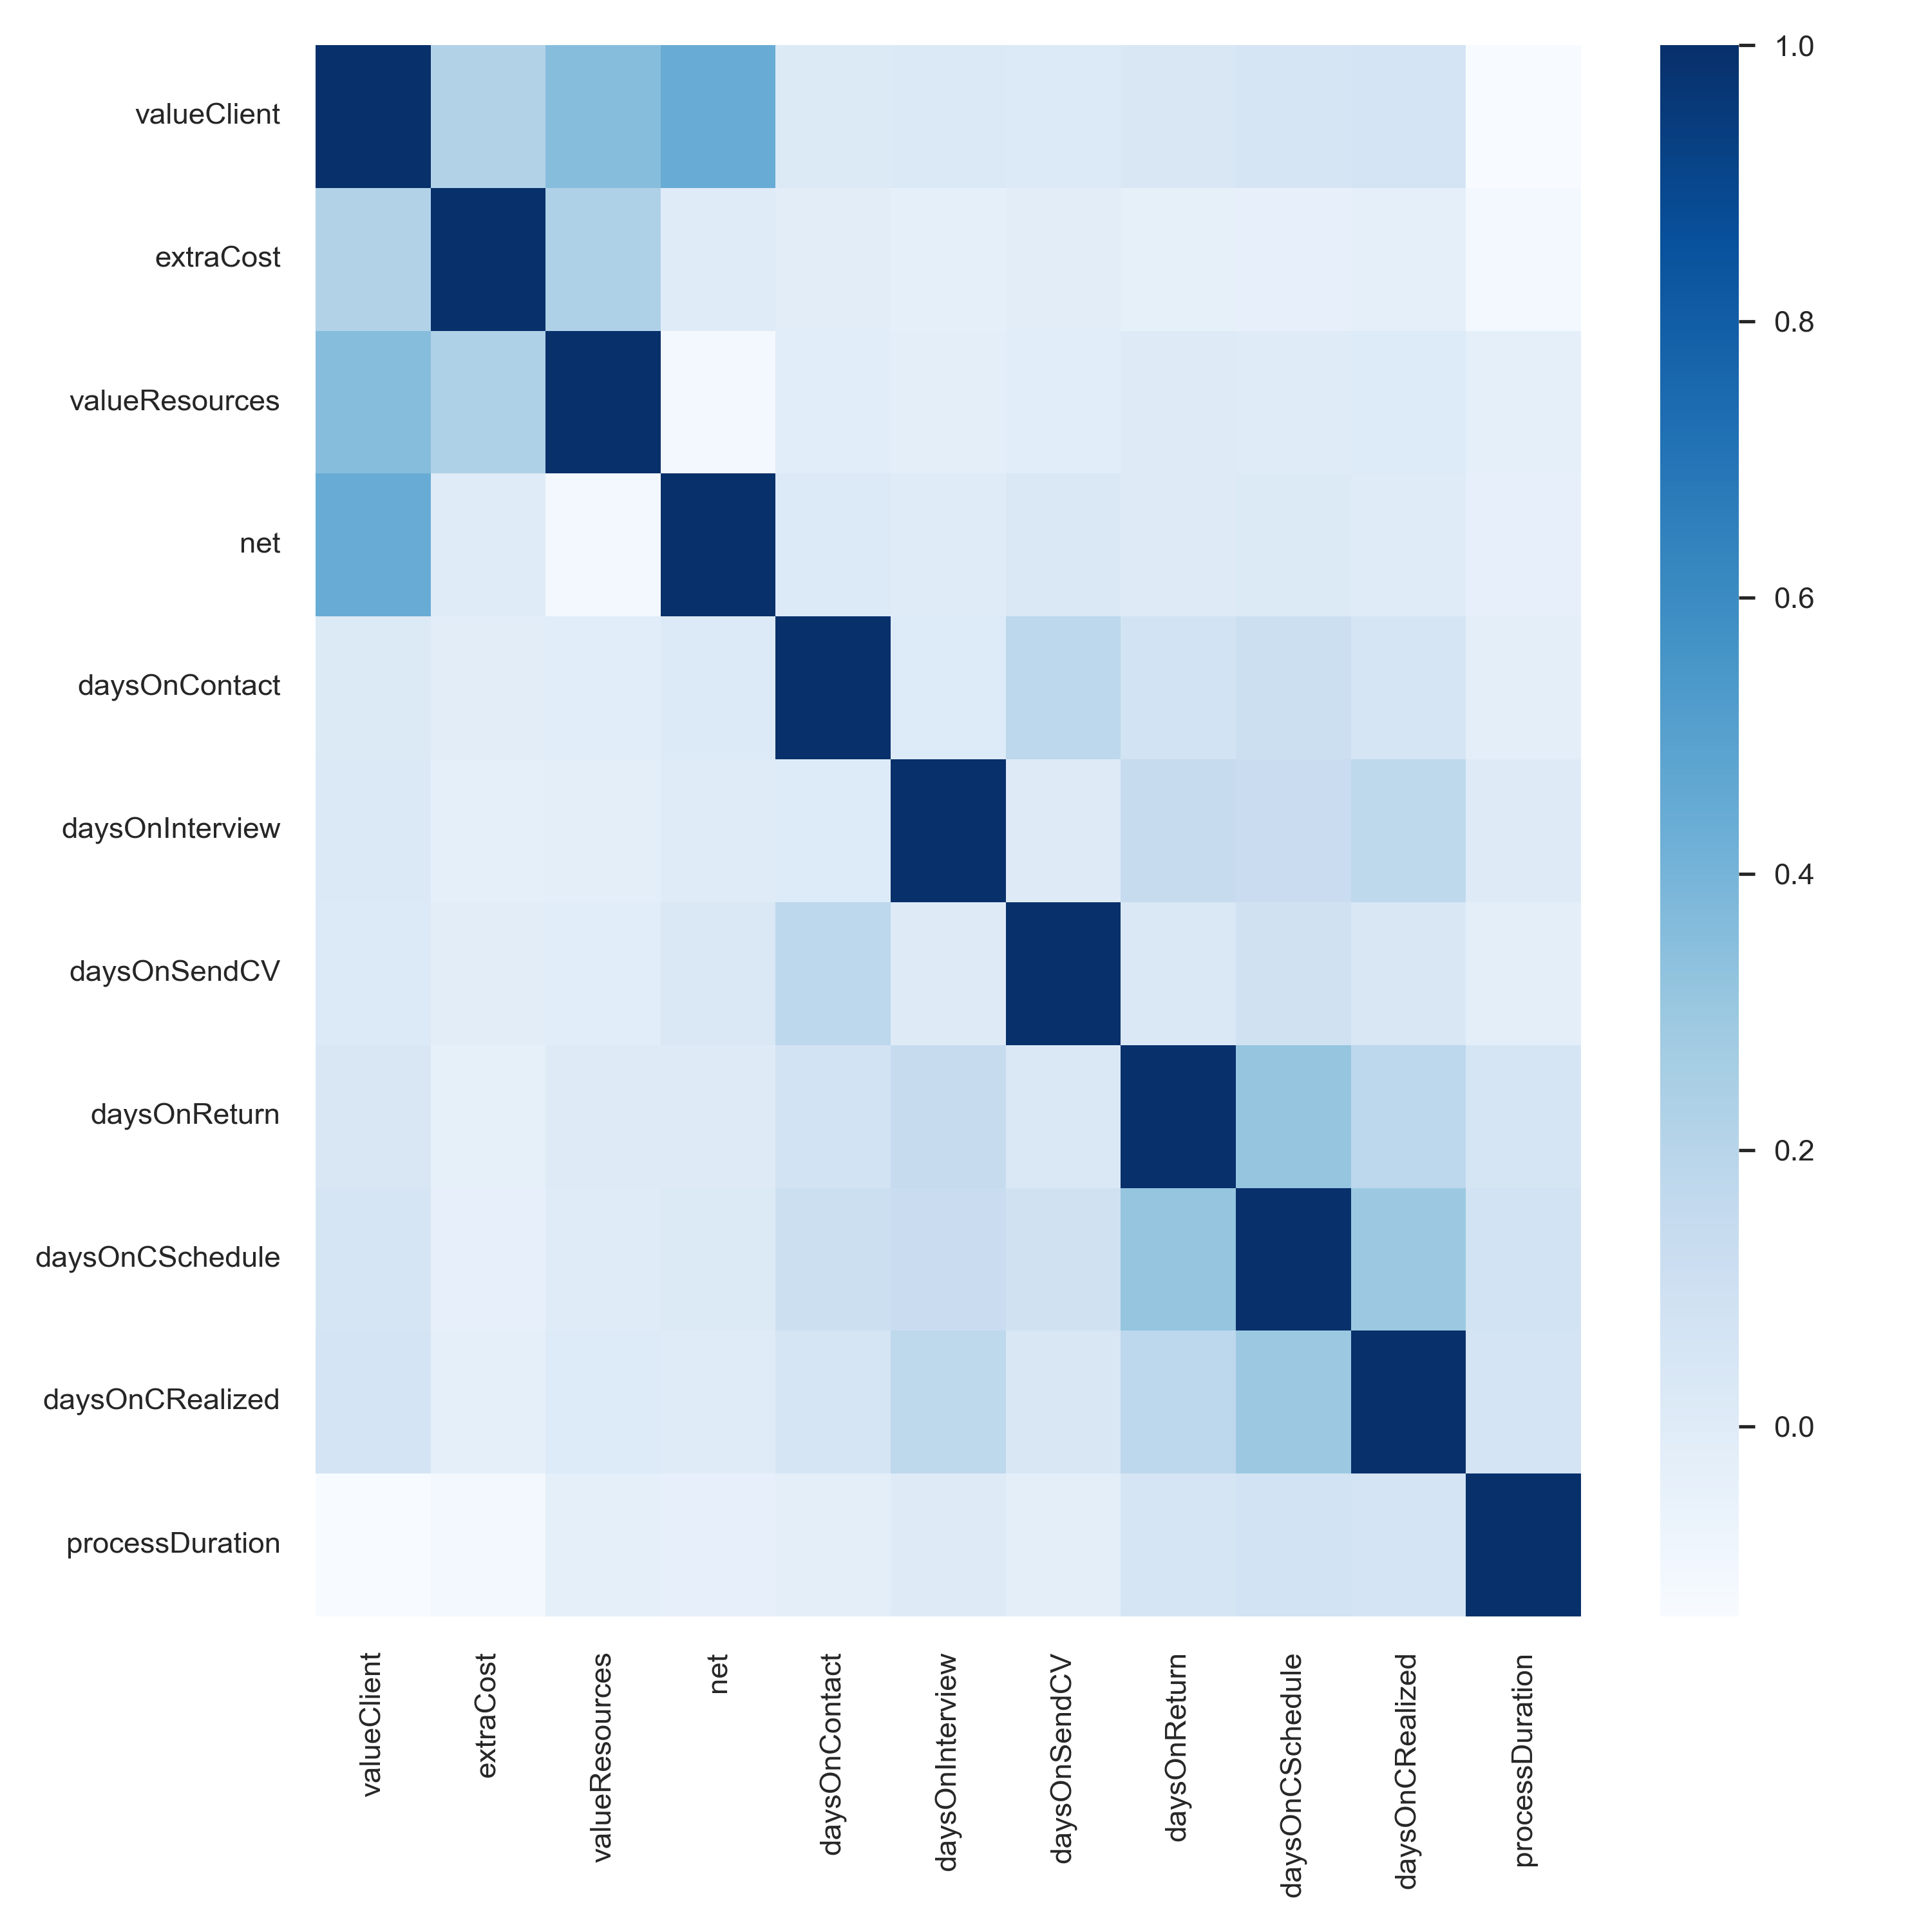 valueClient
extraCost
valueResources
net
daysOnContact
daysOnInterview
daysOnSendCV
daysOnReturn
daysOnCSchedule
daysOnCRealized
processDuration
valueClient
extraCost
valueResources
net
daysOnContact
daysOnInterview
daysOnSendCV
daysOnReturn
daysOnCSchedule
daysOnCRealized
processDuration
1.0
0.8
0.6
0.4
0.2
0.0